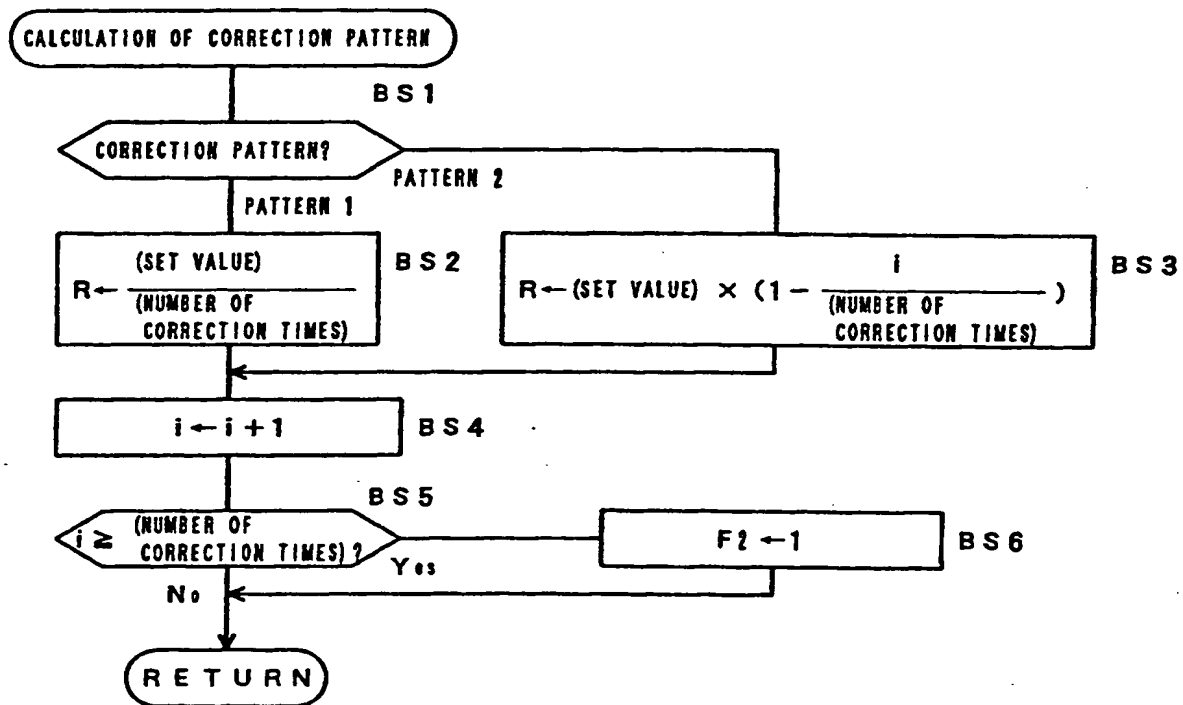 CALCULATION OF CORRECTION PATTERN
BS1
CORRECTION PATTERN?
PATTERN 2
PATTERN 1
(SET VALUE)
R←
(NUMBER OF
CORRECTION TIMES)
BS2
i
R←(SET VALUE) × (1-
)
(NUMBER OF
CORRECTION TIMES)
BS3
i←i+1
BS4
BS5
i ≧ (NUMBER OF
CORRECTION TIMES)?
Yes
F2←1
BS6
No
RETURN